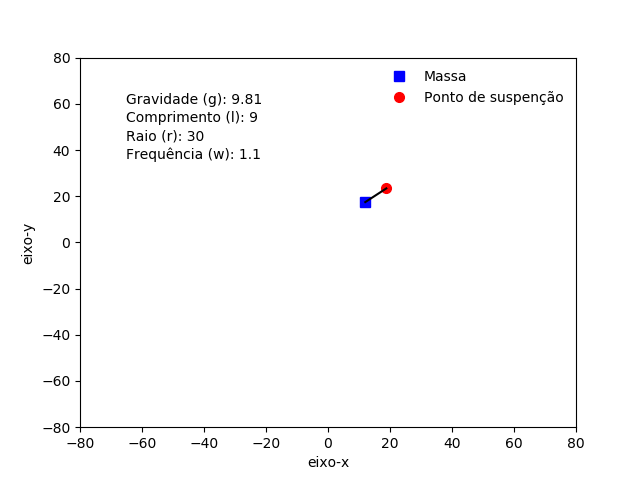 Massa
Ponto de suspenção
Gravidade (g): 9.81
Comprimento (l): 9
Raio (r): 30
Frequência (w): 1.1
80
60
40
20
0
−20
−40
−60
−80
eixo-y
−80 −60 −40 −20 0 20 40 60 80
eixo-x